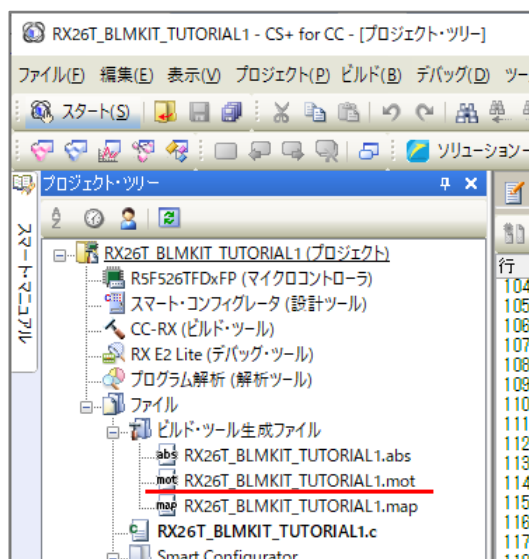 RX26T_BLMKIT_TUTORIAL1 - CS+ for CC - [プロジェクト・ツリー]
ファイル(F) 編集(E) 表示(V) プロジェクト(P) ビルド(B) デバッグ(D) ツー
スタート(S)
ソリューション
プロジェクト・ツリー
スマート・マニュアル
行
RX26T_BLMKIT_TUTORIAL1 (プロジェクト)
R5F526TFDxFP (マイクロコントローラ)
スマート・コンフィグレータ (設計ツール)
CC-RX (ビルド・ツール)
RX E2 Lite (デバッグ・ツール)
プログラム解析 (解析ツール)
ファイル
ビルド・ツール生成ファイル
abs RX26T_BLMKIT_TUTORIAL1.abs
mot RX26T_BLMKIT_TUTORIAL1.mot
map RX26T_BLMKIT_TUTORIAL1.map
RX26T_BLMKIT_TUTORIAL1.c
Smart Configurator
104
105
106
107
108
109
110
111
112
113
114
115
116
117